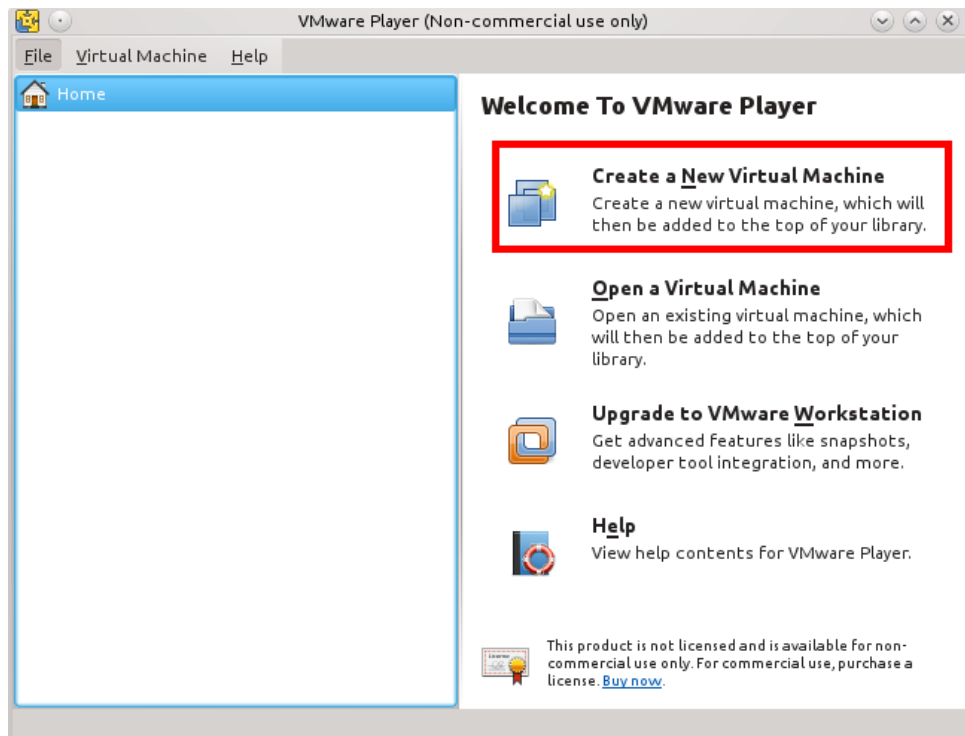 VMware Player (Non-commercial use only)
File Virtual Machine Help
Home
Welcome To VMware Player
Create a New Virtual Machine
Create a new virtual machine, which will
then be added to the top of your library.
Open a Virtual Machine
Open an existing virtual machine, which
will then be added to the top of your
library.
Upgrade to VMware Workstation
Get advanced features like snapshots,
developer tool integration, and more.
Help
View help contents for VMware Player.
This product is not licensed and is available for non-
commercial use only. For commercial use, purchase a
license. Buy now.